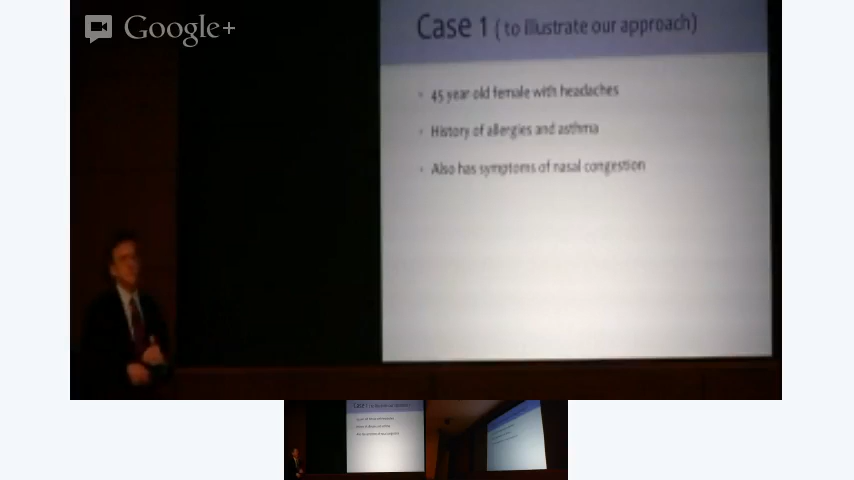 Google+
Case 1 ( to illustrate our approach)
45 year old female with headaches
History of allergies and asthma
Also has symptoms of nasal congestion